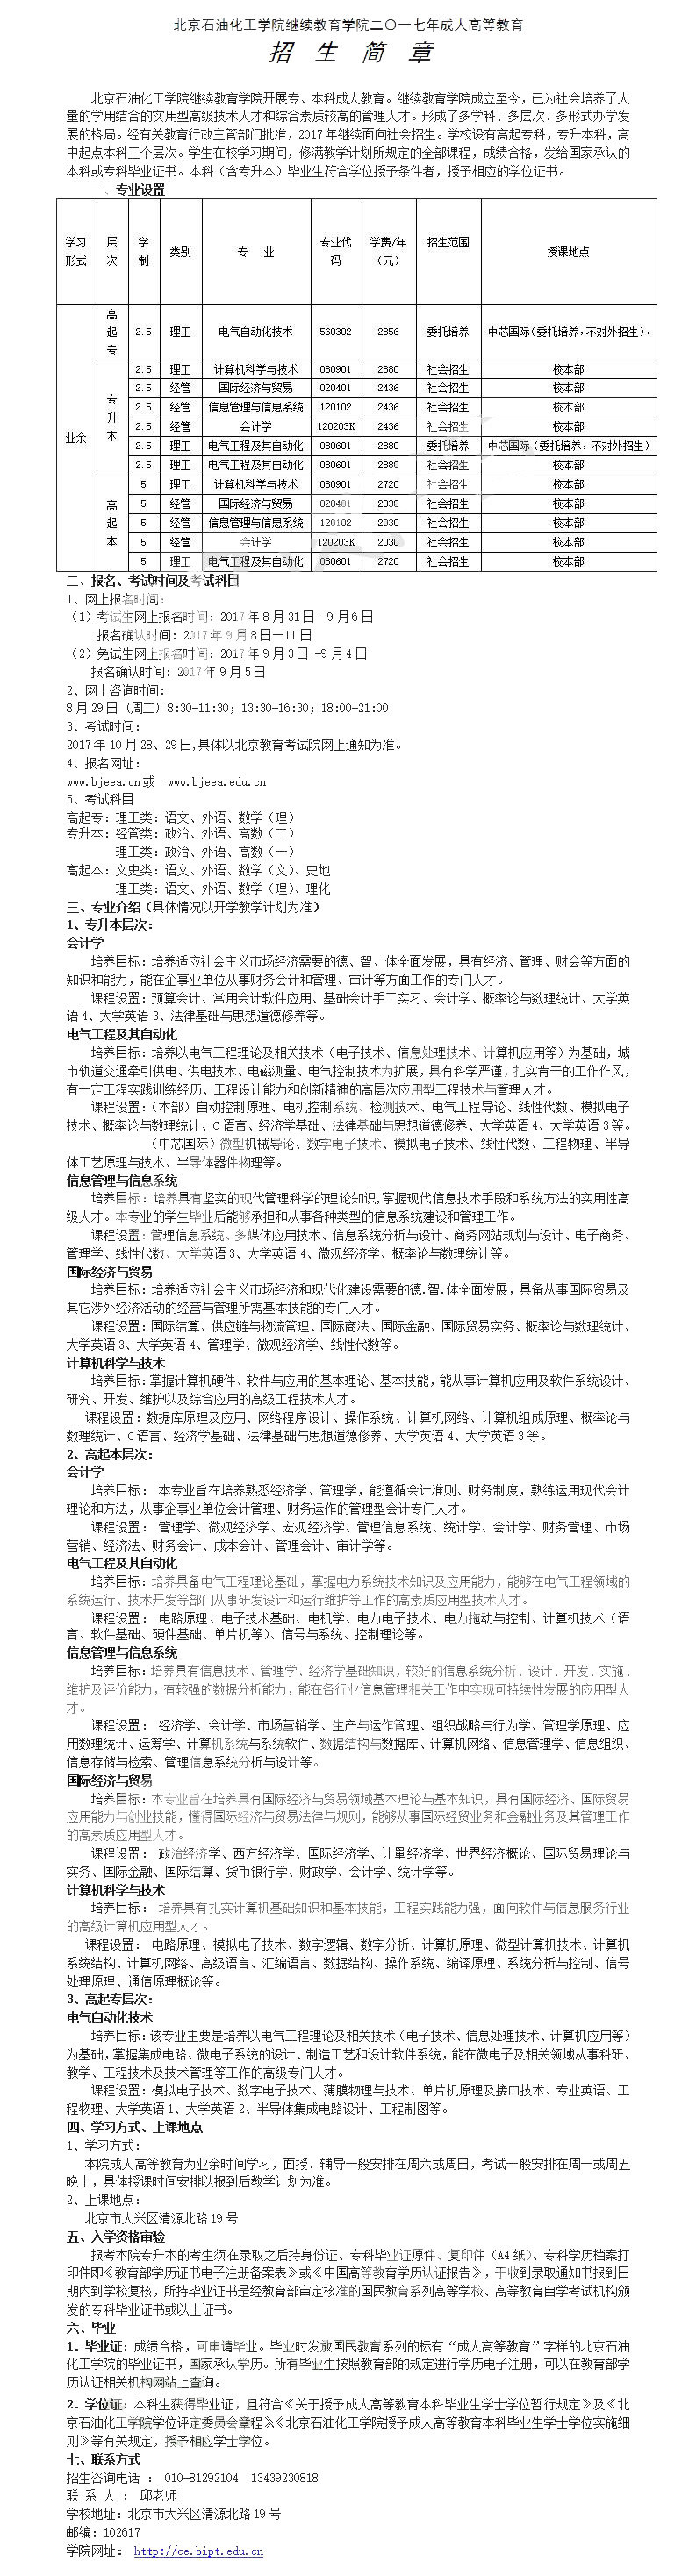 北京石油化工学院继续教育学院二〇一七年成人高等教育
招 生 简 章
北京石油化工学院继续教育学院开展专、本科成人教育。继续教育学院成立至今，已为社会培养了大
量的学用结合的实用型高级技术人才和综合素质较高的管理人才。形成了多学科、多层次、多形式办学发
展的格局。经有关教育行政主管部门批准，2017年继续面向社会招生。学校设有高起专科，专升本科，高
中起点本科三个层次。学生在校学习期间，修满教学计划所规定的全部课程，成绩合格，发给国家承认的
本科或专科毕业证书。本科（含专升本）毕业生符合学位授予条件者，授予相应的学位证书。
一、专业设置
学习形式 层次 学制 类别 专 业 专业代码 学费/年（元） 招生范围 授课地点
业余 高起专 2.5 理工 电气自动化技术 560302 2856 委托培养 中芯国际（委托培养，不对外招生）、
专升本 2.5 理工 计算机科学与技术 080901 2880 社会招生 校本部
2.5 经管 国际经济与贸易 020401 2436 社会招生 校本部
2.5 经管 信息管理与信息系统 120102 2436 社会招生 校本部
2.5 经管 会计学 120203K 2436 社会招生 校本部
2.5 理工 电气工程及其自动化 080601 2880 委托培养 中芯国际（委托培养，不对外招生）
2.5 理工 电气工程及其自动化 080601 2880 社会招生 校本部
高起本 5 理工 计算机科学与技术 080901 2720 社会招生 校本部
5 经管 国际经济与贸易 020401 2030 社会招生 校本部
5 经管 信息管理与信息系统 120102 2030 社会招生 校本部
5 经管 会计学 120203K 2030 社会招生 校本部
5 理工 电气工程及其自动化 080601 2720 社会招生 校本部
二、报名、考试时间及考试科目
1、网上报名时间：
（1）考试生网上报名时间：2017年8月31日 -9月6日
报名确认时间：2017年9月8日—11日
（2）免试生网上报名时间：2017年9月3日 -9月4日
报名确认时间：2017年9月5日
2、网上咨询时间：
8月29日（周二）8:30-11:30；13:30-16:30；18:00-21:00
3、考试时间：
2017年10月28、29日,具体以北京教育考试院网上通知为准。
4、报名网址：
www.bjeea.cn或 www.bjeea.edu.cn
5、考试科目
高起专：理工类：语文、外语、数学（理）
专升本：经管类：政治、外语、高数（二）
理工类：政治、外语、高数（一）
高起本：文史类：语文、外语、数学（文）、史地
理工类：语文、外语、数学（理）、理化
三、专业介绍（具体情况以开学教学计划为准）
1、专升本层次：
会计学
培养目标：培养适应社会主义市场经济需要的德、智、体全面发展，具有经济、管理、财会等方面的
知识和能力，能在企事业单位从事财务会计和管理、审计等方面工作的专门人才。
课程设置：预算会计、常用会计软件应用、基础会计手工实习、会计学、概率论与数理统计、大学英
语4、大学英语3、法律基础与思想道德修养等。
电气工程及其自动化
培养目标：培养以电气工程理论及相关技术（电子技术、信息处理技术、计算机应用等）为基础，城
市轨道交通牵引供电、供电技术、电磁测量、电气控制技术为扩展，具有科学严谨，扎实肯干的工作作风，
有一定工程实践训练经历、工程设计能力和创新精神的高层次应用型工程技术与管理人才。
课程设置：（本部）自动控制原理、电机控制系统、检测技术、电气工程导论、线性代数、模拟电子
技术、概率论与数理统计、C语言、经济学基础、法律基础与思想道德修养、大学英语4、大学英语3等。
（中芯国际）微型机械导论、数字电子技术、模拟电子技术、线性代数、工程物理、半导
体工艺原理与技术、半导体器件物理等。
信息管理与信息系统
培养目标：培养具有坚实的现代管理科学的理论知识,掌握现代信息技术手段和系统方法的实用性高
级人才。本专业的学生毕业后能够承担和从事各种类型的信息系统建设和管理工作。
课程设置：管理信息系统、多媒体应用技术、信息系统分析与设计、商务网站规划与设计、电子商务、
管理学、线性代数、大学英语3、大学英语4、微观经济学、概率论与数理统计等。
国际经济与贸易
培养目标：培养适应社会主义市场经济和现代化建设需要的德.智.体全面发展，具备从事国际贸易及
其它涉外经济活动的经营与管理所需基本技能的专门人才。
课程设置：国际结算、供应链与物流管理、国际商法、国际金融、国际贸易实务、概率论与数理统计、
大学英语3、大学英语4、管理学、微观经济学、线性代数等。
计算机科学与技术
培养目标：掌握计算机硬件、软件与应用的基本理论、基本技能，能从事计算机应用及软件系统设计、
研究、开发、维护以及综合应用的高级工程技术人才。
课程设置：数据库原理及应用、网络程序设计、操作系统、计算机网络、计算机组成原理、概率论与
数理统计、C语言、经济学基础、法律基础与思想道德修养、大学英语4、大学英语3等。
2、高起本层次：
会计学
培养目标： 本专业旨在培养熟悉经济学、管理学，能遵循会计准则、财务制度，熟练运用现代会计
理论和方法，从事企事业单位会计管理、财务运作的管理型会计专门人才。
课程设置： 管理学、微观经济学、宏观经济学、管理信息系统、统计学、会计学、财务管理、市场
营销、经济法、财务会计、成本会计、管理会计、审计学等。
电气工程及其自动化
培养目标：培养具备电气工程理论基础，掌握电力系统技术知识及应用能力，能够在电气工程领域的
系统运行、技术开发等部门从事研发设计和运行维护等工作的高素质应用型技术人才。
课程设置： 电路原理、电子技术基础、电机学、电力电子技术、电力拖动与控制、计算机技术（语
言、软件基础、硬件基础、单片机等）、信号与系统、控制理论等。
信息管理与信息系统
培养目标：培养具有信息技术、管理学、经济学基础知识，较好的信息系统分析、设计、开发、实施、
维护及评价能力，有较强的数据分析能力，能在各行业信息管理相关工作中实现可持续性发展的应用型人
才。
课程设置： 经济学、会计学、市场营销学、生产与运作管理、组织战略与行为学、管理学原理、应
用数理统计、运筹学、计算机系统与系统软件、数据结构与数据库、计算机网络、信息管理学、信息组织、
信息存储与检索、管理信息系统分析与设计等。
国际经济与贸易
培养目标：本专业旨在培养具有国际经济与贸易领域基本理论与基本知识，具有国际经济、国际贸易
应用能力与创业技能，懂得国际经济与贸易法律与规则，能够从事国际经贸业务和金融业务及其管理工作
的高素质应用型人才。
课程设置： 政治经济学、西方经济学、国际经济学、计量经济学、世界经济概论、国际贸易理论与
实务、国际金融、国际结算、货币银行学、财政学、会计学、统计学等。
计算机科学与技术
培养目标： 培养具有扎实计算机基础知识和基本技能，工程实践能力强，面向软件与信息服务行业
的高级计算机应用型人才。
课程设置： 电路原理、模拟电子技术、数字逻辑、数字分析、计算机原理、微型计算机技术、计算机
系统结构、计算机网络、高级语言、汇编语言、数据结构、操作系统、编译原理、系统分析与控制、信号
处理原理、通信原理概论等。
3、高起专层次：
电气自动化技术
培养目标：该专业主要是培养以电气工程理论及相关技术（电子技术、信息处理技术、计算机应用等）
为基础，掌握集成电路、微电子系统的设计、制造工艺和设计软件系统，能在微电子及相关领域从事科研、
教学、工程技术及技术管理等工作的高级专门人才。
课程设置：模拟电子技术、数字电子技术、薄膜物理与技术、单片机原理及接口技术、专业英语、工
程物理、大学英语1、大学英语2、半导体集成电路设计、工程制图等。
四、学习方式、上课地点
1、学习方式：
本院成人高等教育为业余时间学习，面授、辅导一般安排在周六或周日，考试一般安排在周一或周五
晚上，具体授课时间安排以报到后教学计划为准。
2、上课地点：
北京市大兴区清源北路19号
五、入学资格审验
报考本院专升本的考生须在录取之后持身份证、专科毕业证原件、复印件（A4纸）、专科学历档案打
印件即《教育部学历证书电子注册备案表》或《中国高等教育学历认证报告》，于收到录取通知书报到日
期内到学校复核，所持毕业证书是经教育部审定核准的国民教育系列高等学校、高等教育自学考试机构颁
发的专科毕业证书或以上证书。
六、毕业
1．毕业证：成绩合格，可申请毕业。毕业时发放国民教育系列的标有“成人高等教育”字样的北京石油
化工学院的毕业证书，国家承认学历。所有毕业生按照教育部的规定进行学历电子注册，可以在教育部学
历认证相关机构网站上查询。
2．学位证：本科生获得毕业证，且符合《关于授予成人高等教育本科毕业生学士学位暂行规定》及《北
京石油化工学院学位评定委员会章程》、《北京石油化工学院授予成人高等教育本科毕业生学士学位实施细
则》等有关规定，授予相应学士学位。
七、联系方式
招生咨询电话 ： 010-81292104 13439230818
联 系 人 ： 邱老师
学校地址：北京市大兴区清源北路19号
邮编：102617
学院网址： http://ce.bipt.edu.cn